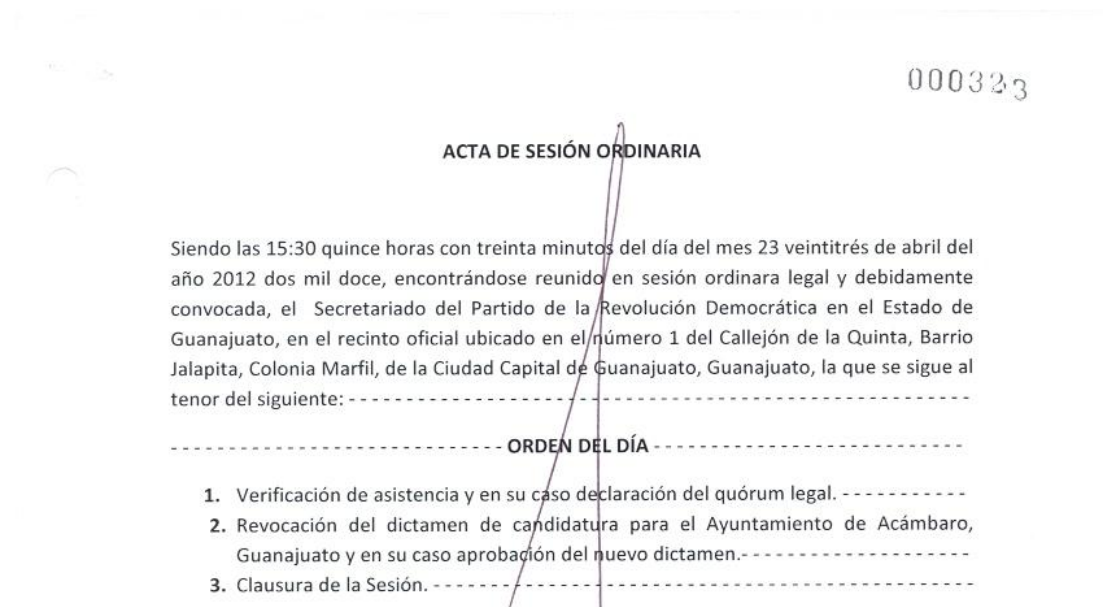 000323
ACTA DE SESIÓN ORDINARIA
Siendo las 15:30 quince horas con treinta minutos del día del mes 23 veintitrés de abril del
año 2012 dos mil doce, encontrándose reunido en sesión ordinara legal y debidamente
convocada, el Secretariado del Partido de la Revolución Democrática en el Estado de
Guanajuato, en el recinto oficial ubicado en el número 1 del Callejón de la Quinta, Barrio
Jalapita, Colonia Marfil, de la Ciudad Capital de Guanajuato, Guanajuato, la que se sigue al
tenor del siguiente: - - - - - - - - - - - - - - - - - - - - - - - - - - - - - - - - - - - - - - - - - - - - - - - - - - - - - - - - - - - - - -
- - - - - - - - - - - - - - - - - - - - - - - - - - - - - - - - - ORDEN DEL DÍA - - - - - - - - - - - - - - - - - - - - - - - - - - - - - - -
1. Verificación de asistencia y en su caso declaración del quórum legal. - - - - - - - - - - - -
2. Revocación del dictamen de candidatura para el Ayuntamiento de Acámbaro,
Guanajuato y en su caso aprobación del nuevo dictamen.- - - - - - - - - - - - - - - - - - - - - - -
3. Clausura de la Sesión. - - - - - - - - - - - - - - - - - - - - - - - - - - - - - - - - - - - - - - - - - - - - - - - - - - - - - -